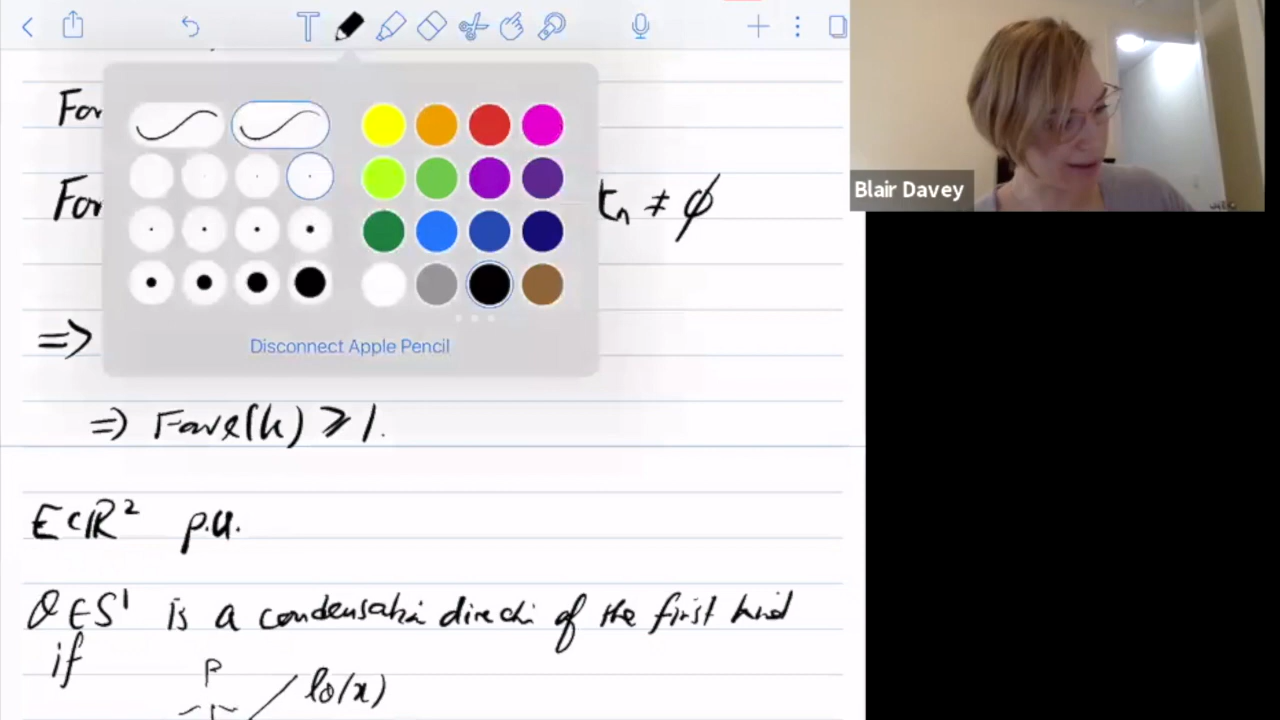 For
For tn ≠ ϕ
Disconnect Apple Pencil
=>
=> Favl(k) ≥ 1.
E⊂ℝ² p.u.
θ∈S¹ is a condensation direction of the first kind
if
P
lθ(x)
Blair Davey